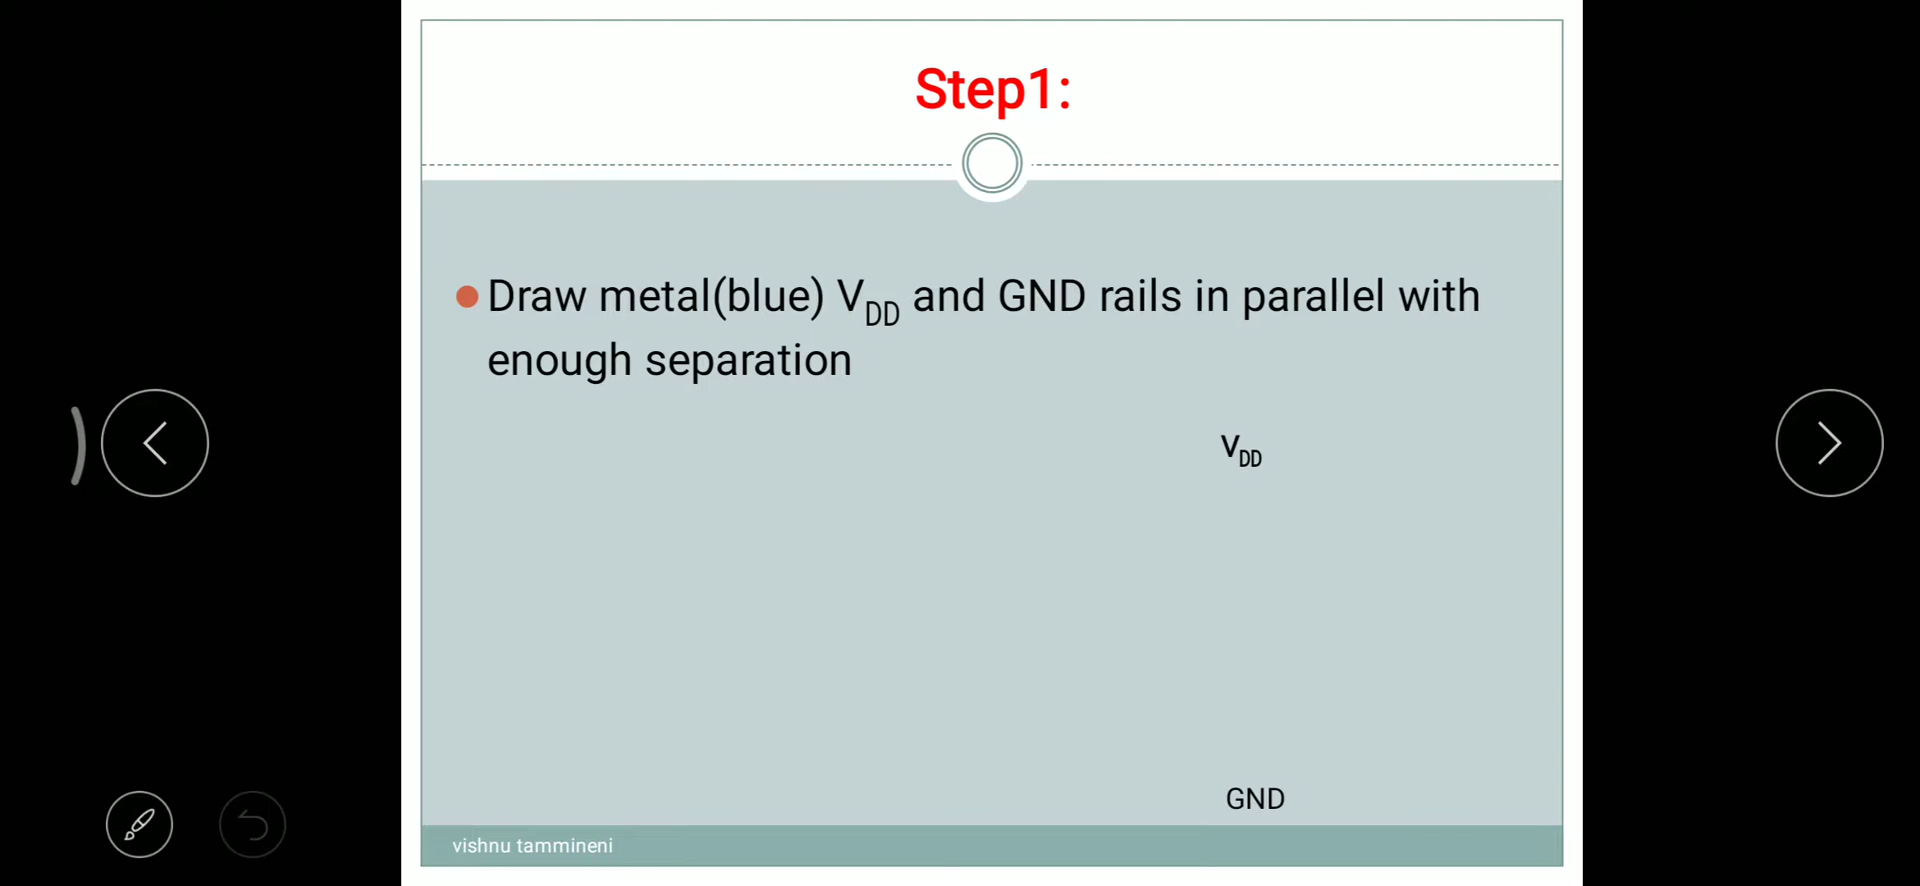 Step1:
Draw metal(blue) VDD and GND rails in parallel with
enough separation
VDD
GND
vishnu tammineni